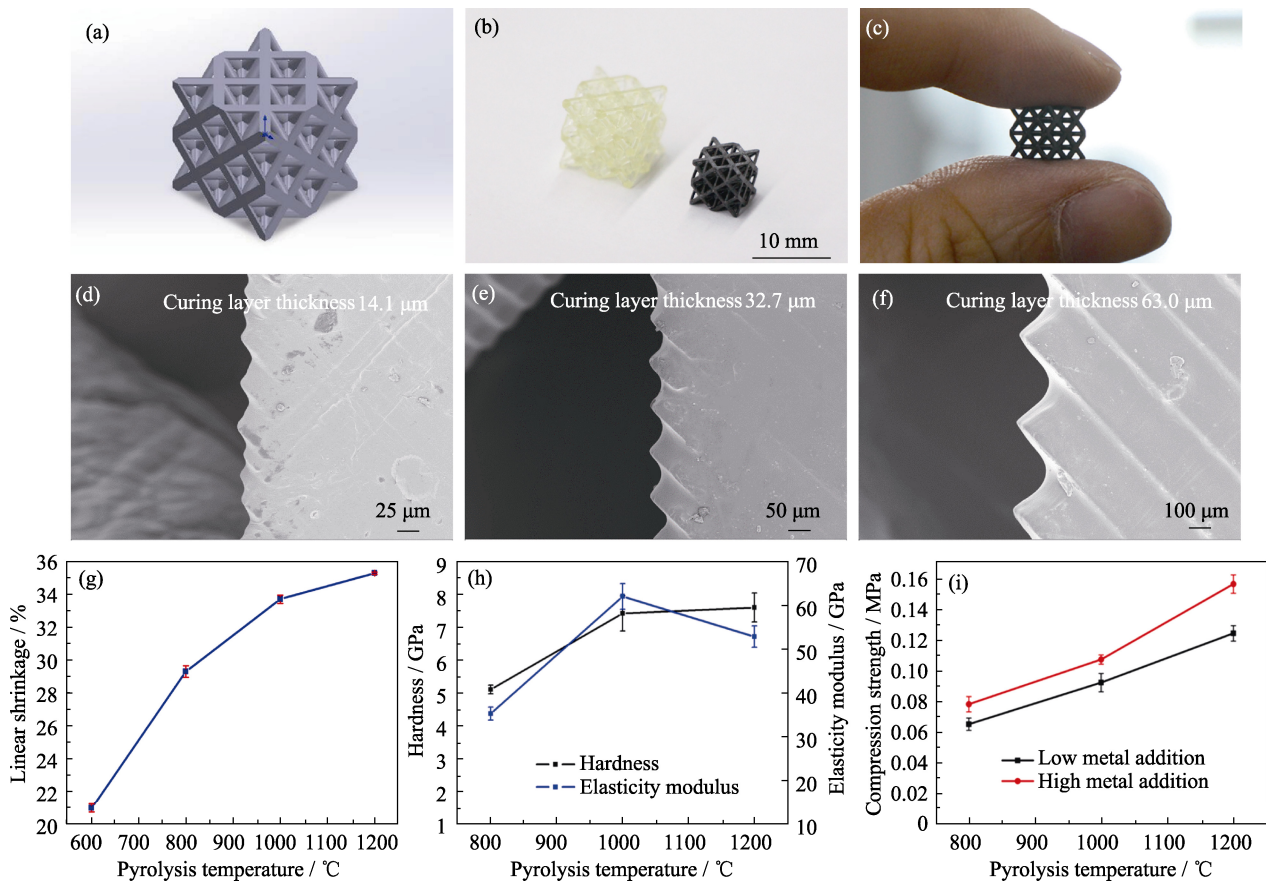 (a)
(b)
10 mm
(c)
(d)
Curing layer thickness 14.1 μm
25 μm
(e)
Curing layer thickness 32.7 μm
50 μm
(f)
Curing layer thickness 63.0 μm
100 μm
(g)
Linear shrinkage / %
36
34
32
30
28
26
24
22
20
600 700 800 900 1000 1100 1200
Pyrolysis temperature / ℃
(h)
Hardness / GPa
9
8
7
6
5
4
3
2
1
Hardness
Elasticity modulus
800 900 1000 1100 1200
Pyrolysis temperature / ℃
70
60
50
40
30
20
10
Elasticity modulus / GPa
(i)
Compression strength / MPa
0.16
0.14
0.12
0.10
0.08
0.06
0.04
0.02
0
Low metal addition
High metal addition
800 900 1000 1100 1200
Pyrolysis temperature / ℃